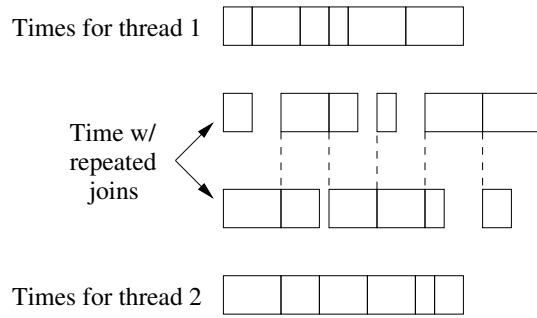 Times for thread 1
Time w/
repeated
joins
Times for thread 2